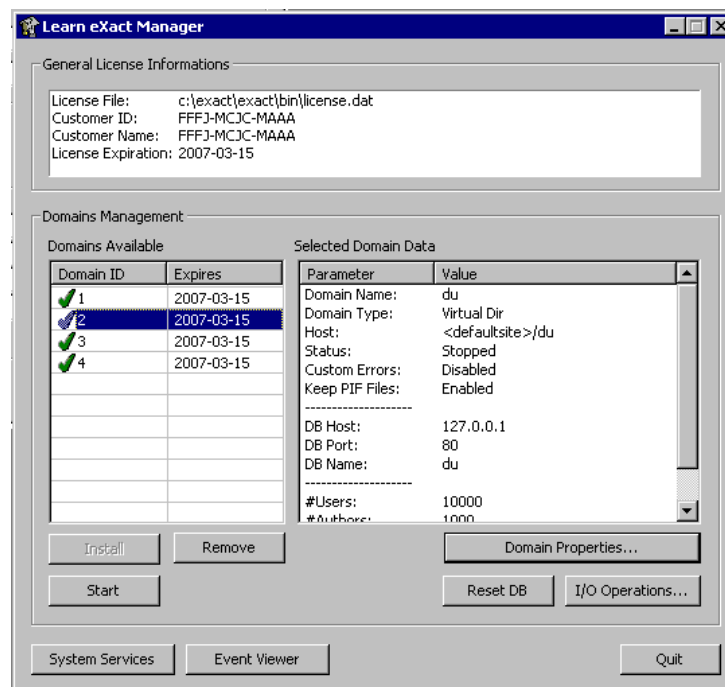 Learn eXact Manager
General License Informations
License File: c:\exact\exact\bin\license.dat
Customer ID: FFFJ-MCJC-MAAA
Customer Name: FFFJ-MCJC-MAAA
License Expiration: 2007-03-15
Domains Management
Domains Available
Domain ID Expires
1 2007-03-15
2 2007-03-15
3 2007-03-15
4 2007-03-15
Selected Domain Data
Parameter Value
Domain Name: du
Domain Type: Virtual Dir
Host: <defaultsite>/du
Status: Stopped
Custom Errors: Disabled
Keep PIF Files: Enabled
--------------------
DB Host: 127.0.0.1
DB Port: 80
DB Name: du
--------------------
#Users: 10000
#Authors: 1000
Install Remove
Domain Properties...
Start
Reset DB I/O Operations...
System Services Event Viewer Quit